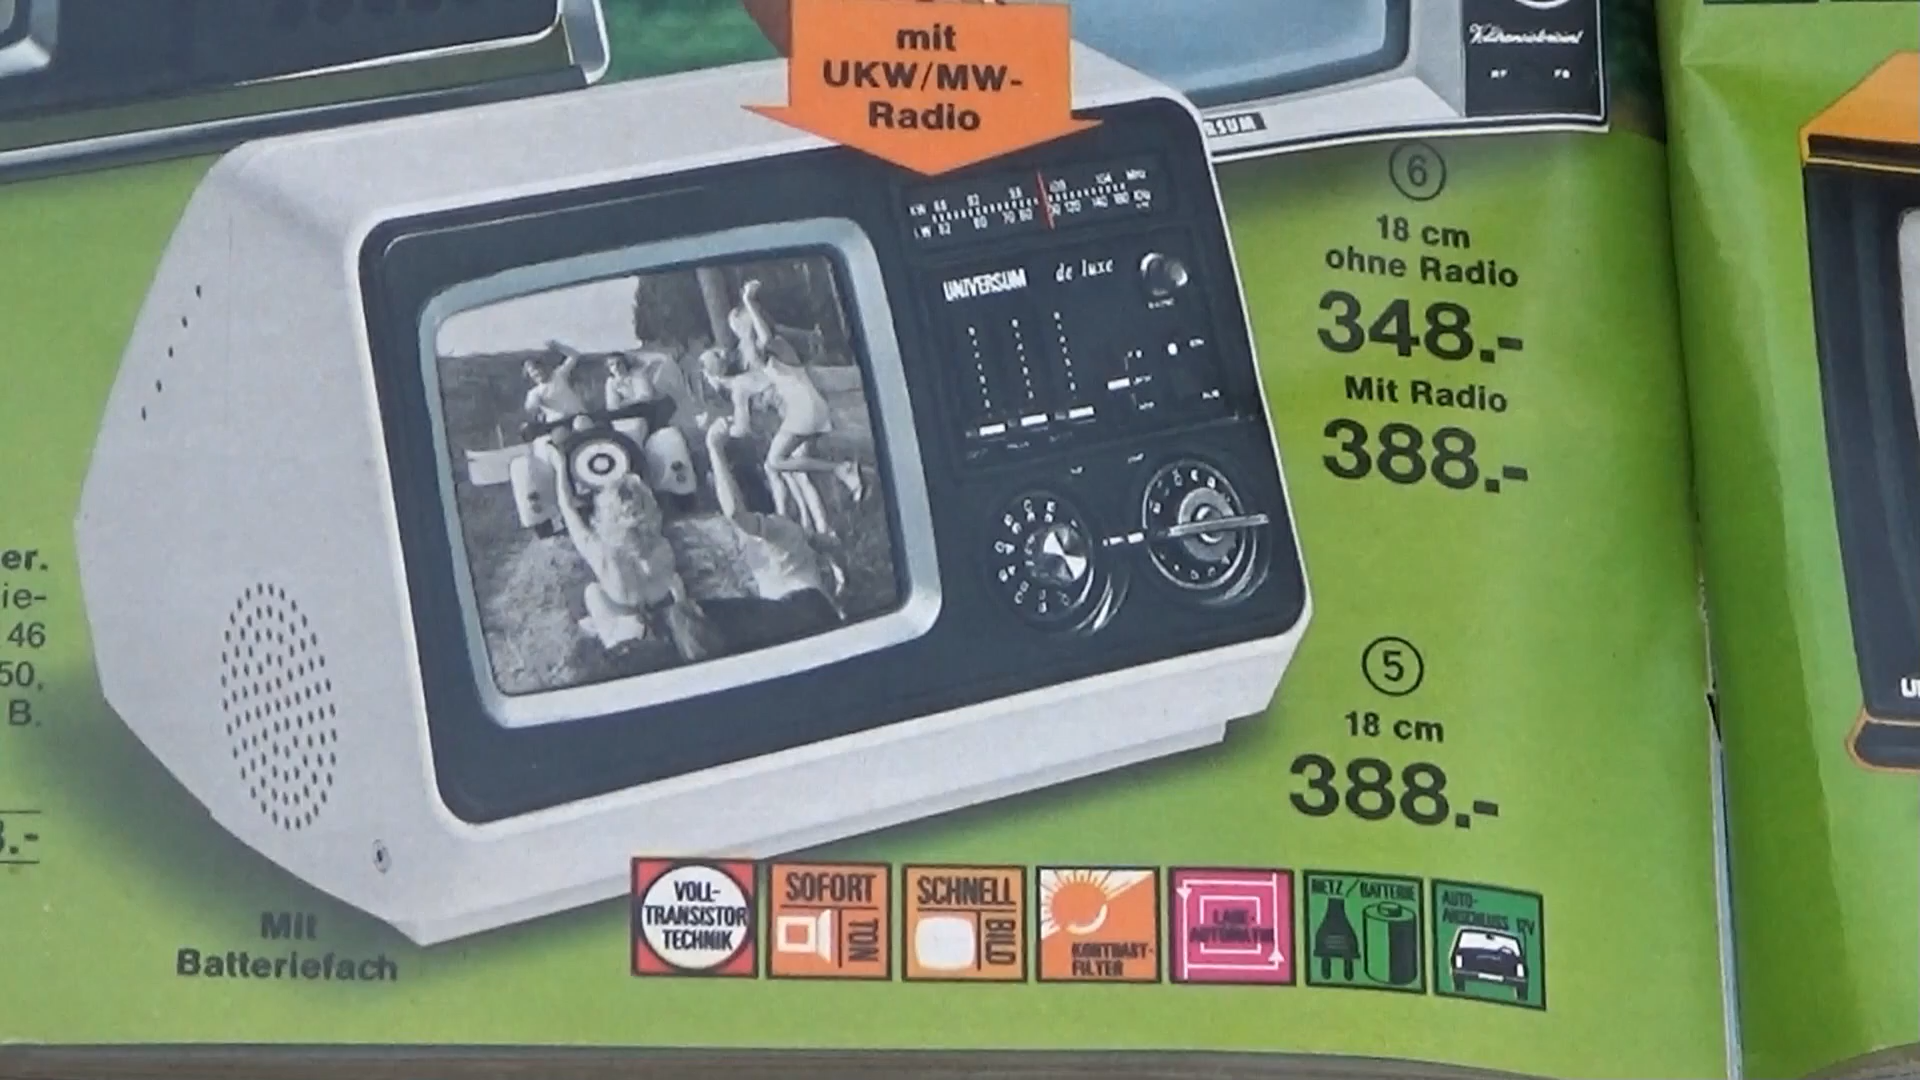 mit
UKW/MW-
Radio
UNIVERSUM de luxe
6
18 cm
ohne Radio
348.-
Mit Radio
388.-
5
18 cm
388.-
er.
ie-
46
50,
B.
.-
Mit
Batteriefach
VOLL-
TRANSISTOR
TECHNIK
SOFORT
TON
SCHNELL
BILD
KONTRAST-
FILTER
NETZ/BATTERIE
AUTO-
ANSCHLUSS 12V